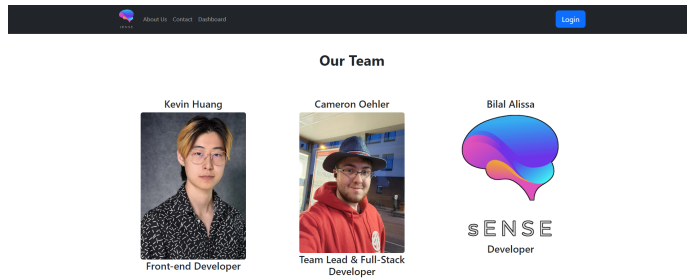 sENSE
About Us Contact Dashboard
Login
Our Team
Kevin Huang
Cameron Oehler
Bilal Alissa
sENSE
Front-end Developer
Team Lead & Full-Stack
Developer
Developer